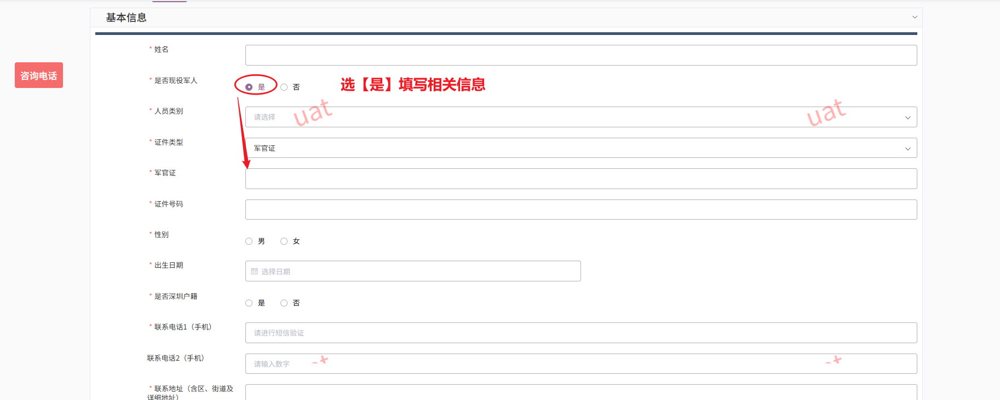 基本信息
咨询电话
* 姓名
* 是否现役军人
是
否
选【是】填写相关信息
* 人员类别
请选择
uat
uat
* 证件类型
军官证
* 军官证
* 证件号码
* 性别
男
女
* 出生日期
选择日期
* 是否深圳户籍
是
否
* 联系电话1（手机）
请进行短信验证
联系电话2（手机）
请输入数字
* 联系地址（含区、街道及
详细地址）